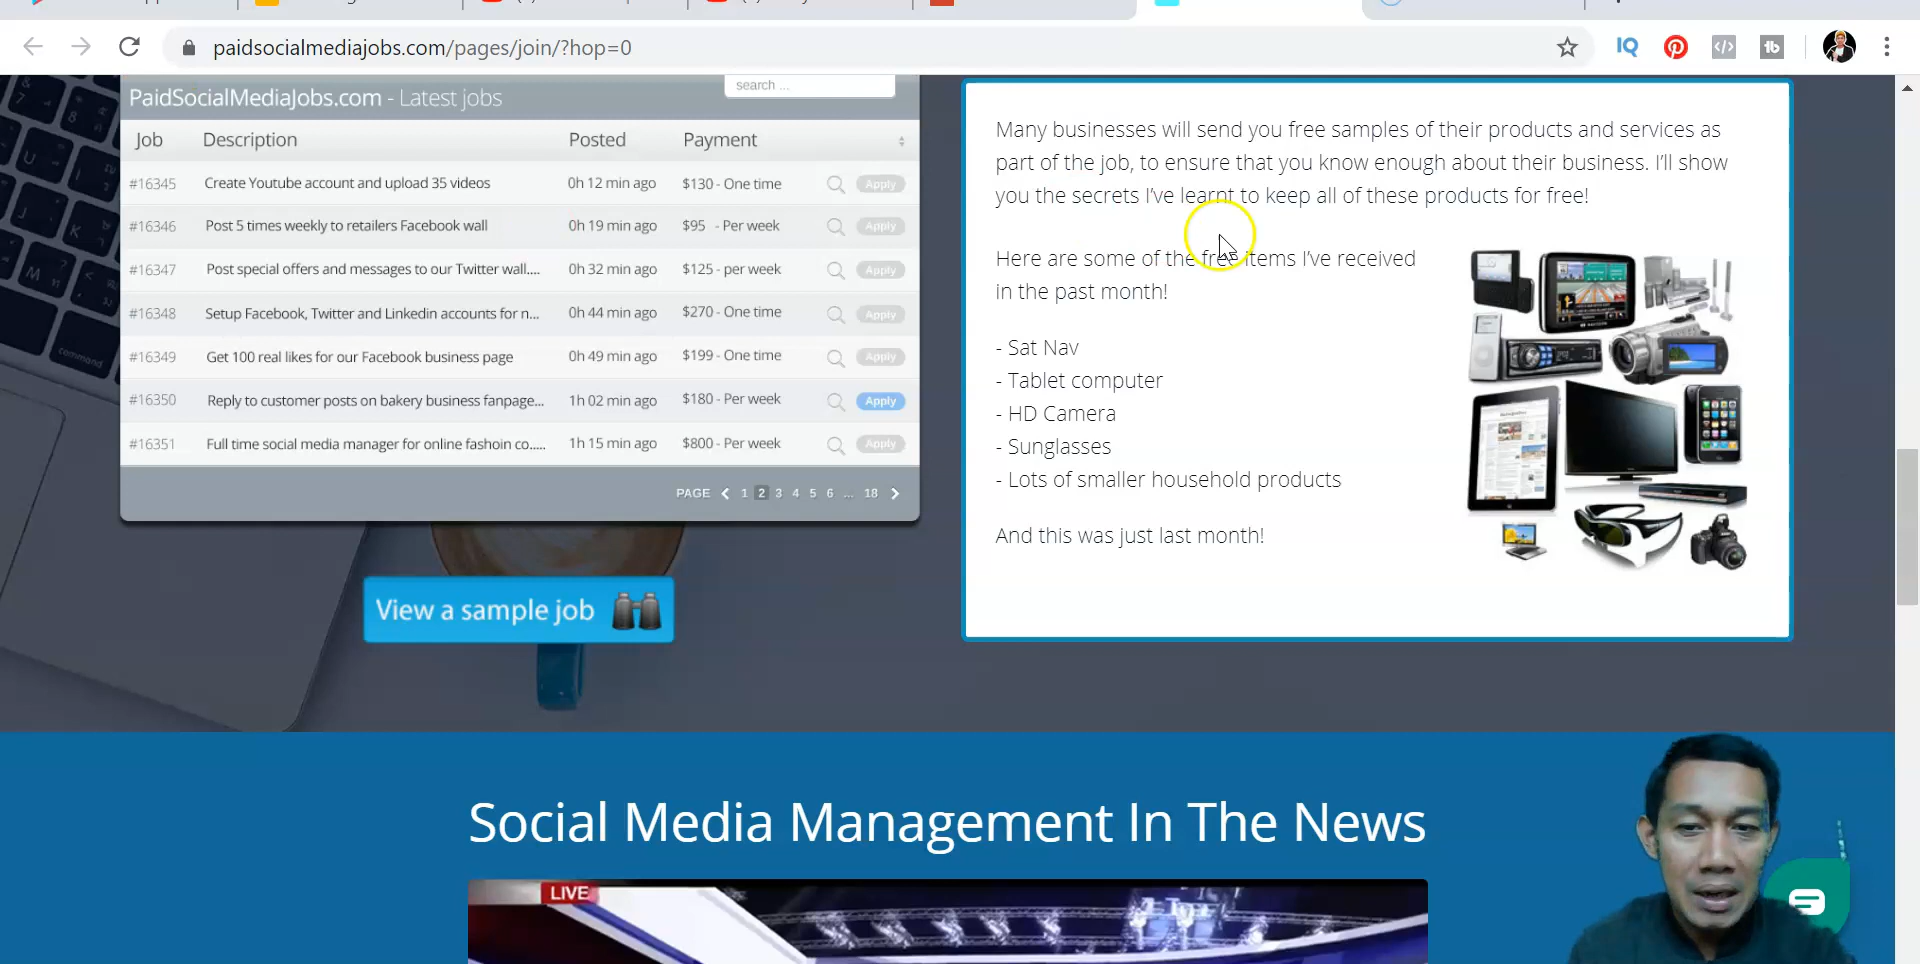 paidsocialmediajobs.com/pages/join/?hop=0
IQ
tb
PaidSocialMediaJobs.com - Latest jobs
search ...
Job Description Posted Payment
#16345 Create Youtube account and upload 35 videos 0h 12 min ago $130 - One time Apply
#16346 Post 5 times weekly to retailers Facebook wall 0h 19 min ago $95 - Per week Apply
#16347 Post special offers and messages to our Twitter wall.... 0h 32 min ago $125 - per week Apply
#16348 Setup Facebook, Twitter and Linkedin accounts for n... 0h 44 min ago $270 - One time Apply
#16349 Get 100 real likes for our Facebook business page 0h 49 min ago $199 - One time Apply
#16350 Reply to customer posts on bakery business fanpage... 1h 02 min ago $180 - Per week Apply
#16351 Full time social media manager for online fashoin co..... 1h 15 min ago $800 - Per week Apply
PAGE 1 2 3 4 5 6 ... 18
View a sample job
Many businesses will send you free samples of their products and services as
part of the job, to ensure that you know enough about their business. I'll show
you the secrets I've learnt to keep all of these products for free!
Here are some of the free items I've received
in the past month!
- Sat Nav
- Tablet computer
- HD Camera
- Sunglasses
- Lots of smaller household products
And this was just last month!
Social Media Management In The News
LIVE
command